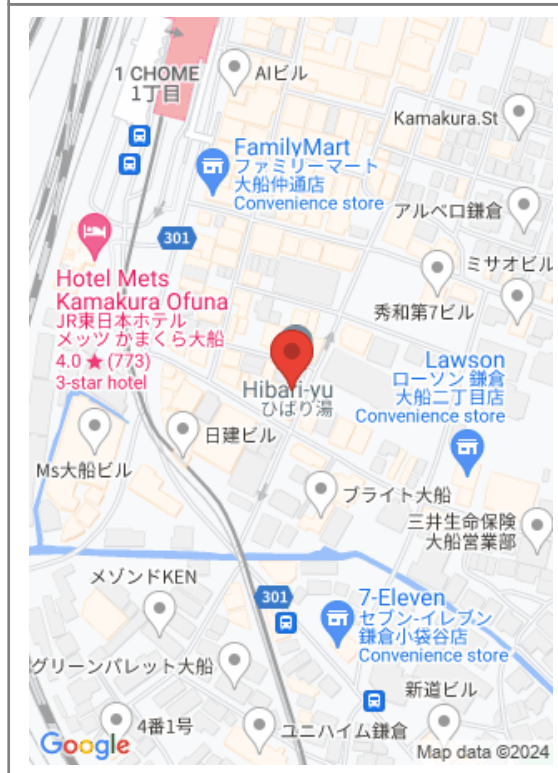 1 CHOME
1丁目
AIビル
Kamakura.St
FamilyMart
ファミリーマート
大船仲通店
Convenience store
アルベロ鎌倉
301
ミサオビル
Hotel Mets
Kamakura Ofuna
JR東日本ホテル
メッツ かまくら大船
4.0 ★ (773)
3-star hotel
秀和第7ビル
Hibari-yu
ひばり湯
Lawson
ローソン 鎌倉
大船二丁目店
Convenience store
日建ビル
Ms大船ビル
ブライト大船
三井生命保険
大船営業部
メゾンドKEN
301
7-Eleven
セブン-イレブン
鎌倉小袋谷店
Convenience store
グリーンパレット大船
新道ビル
4番1号
ユニハイム鎌倉
Google
Map data ©2024